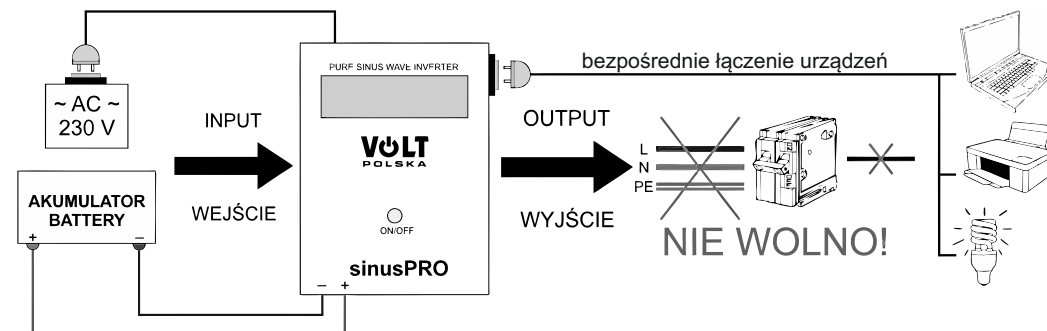 ~ AC ~
230 V
AKUMULATOR
BATTERY
+ –
INPUT
WEJŚCIE
PURE SINUS WAVE INVERTER
VOLT
POLSKA
ON/OFF
sinusPRO
– +
OUTPUT
WYJŚCIE
bezpośrednie łączenie urządzeń
L
N
PE
NIE WOLNO!